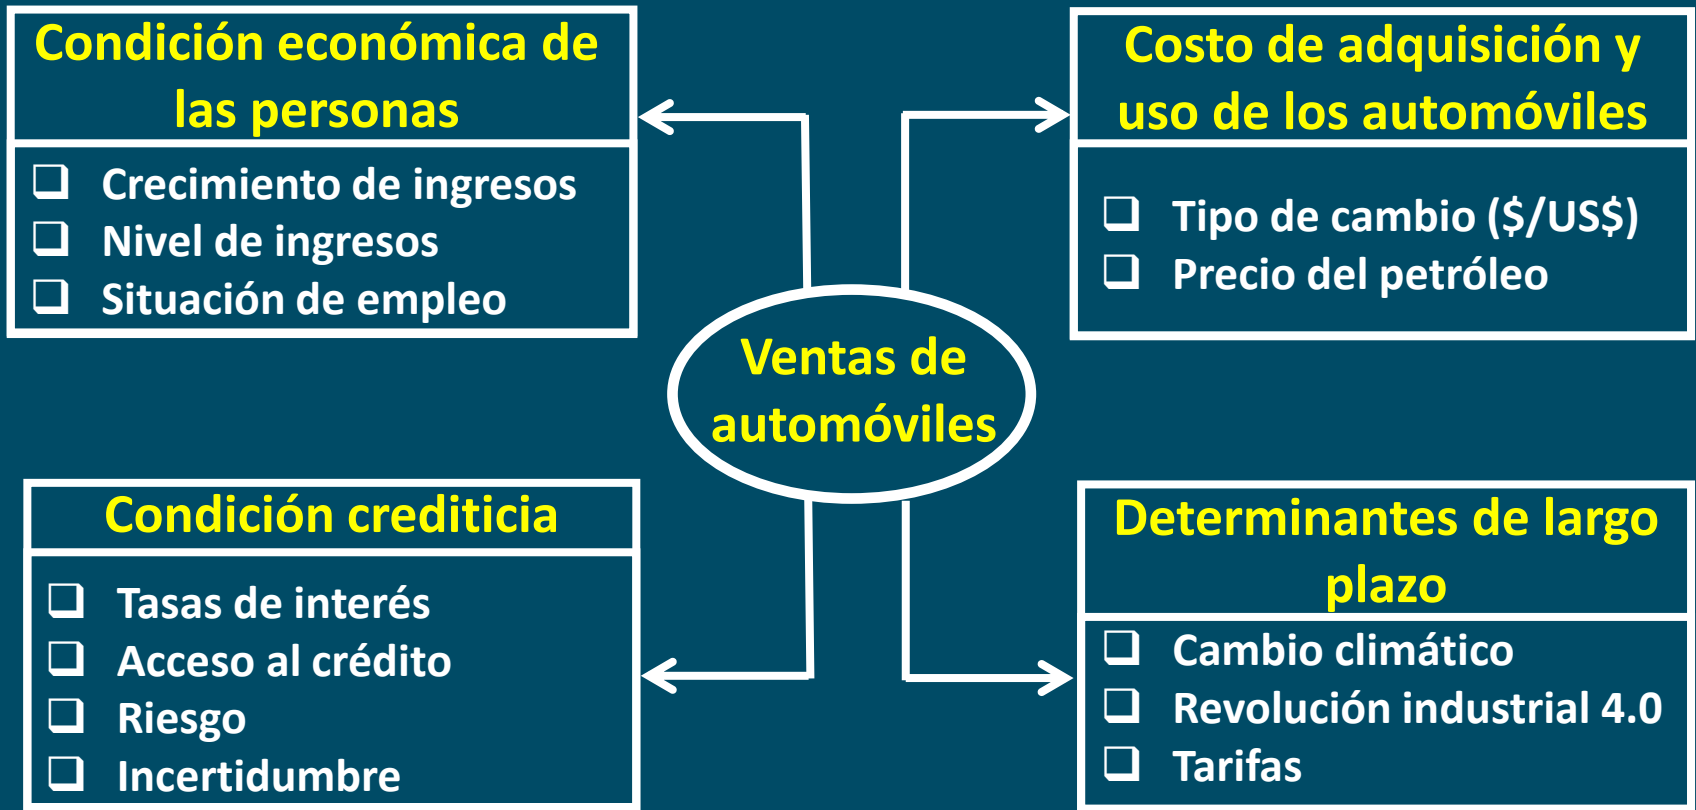 Condición económica de
las personas
Crecimiento de ingresos
Nivel de ingresos
Situación de empleo
Costo de adquisición y
uso de los automóviles
Tipo de cambio ($/US$)
Precio del petróleo
Ventas de
automóviles
Condición crediticia
Tasas de interés
Acceso al crédito
Riesgo
Incertidumbre
Determinantes de largo
plazo
Cambio climático
Revolución industrial 4.0
Tarifas